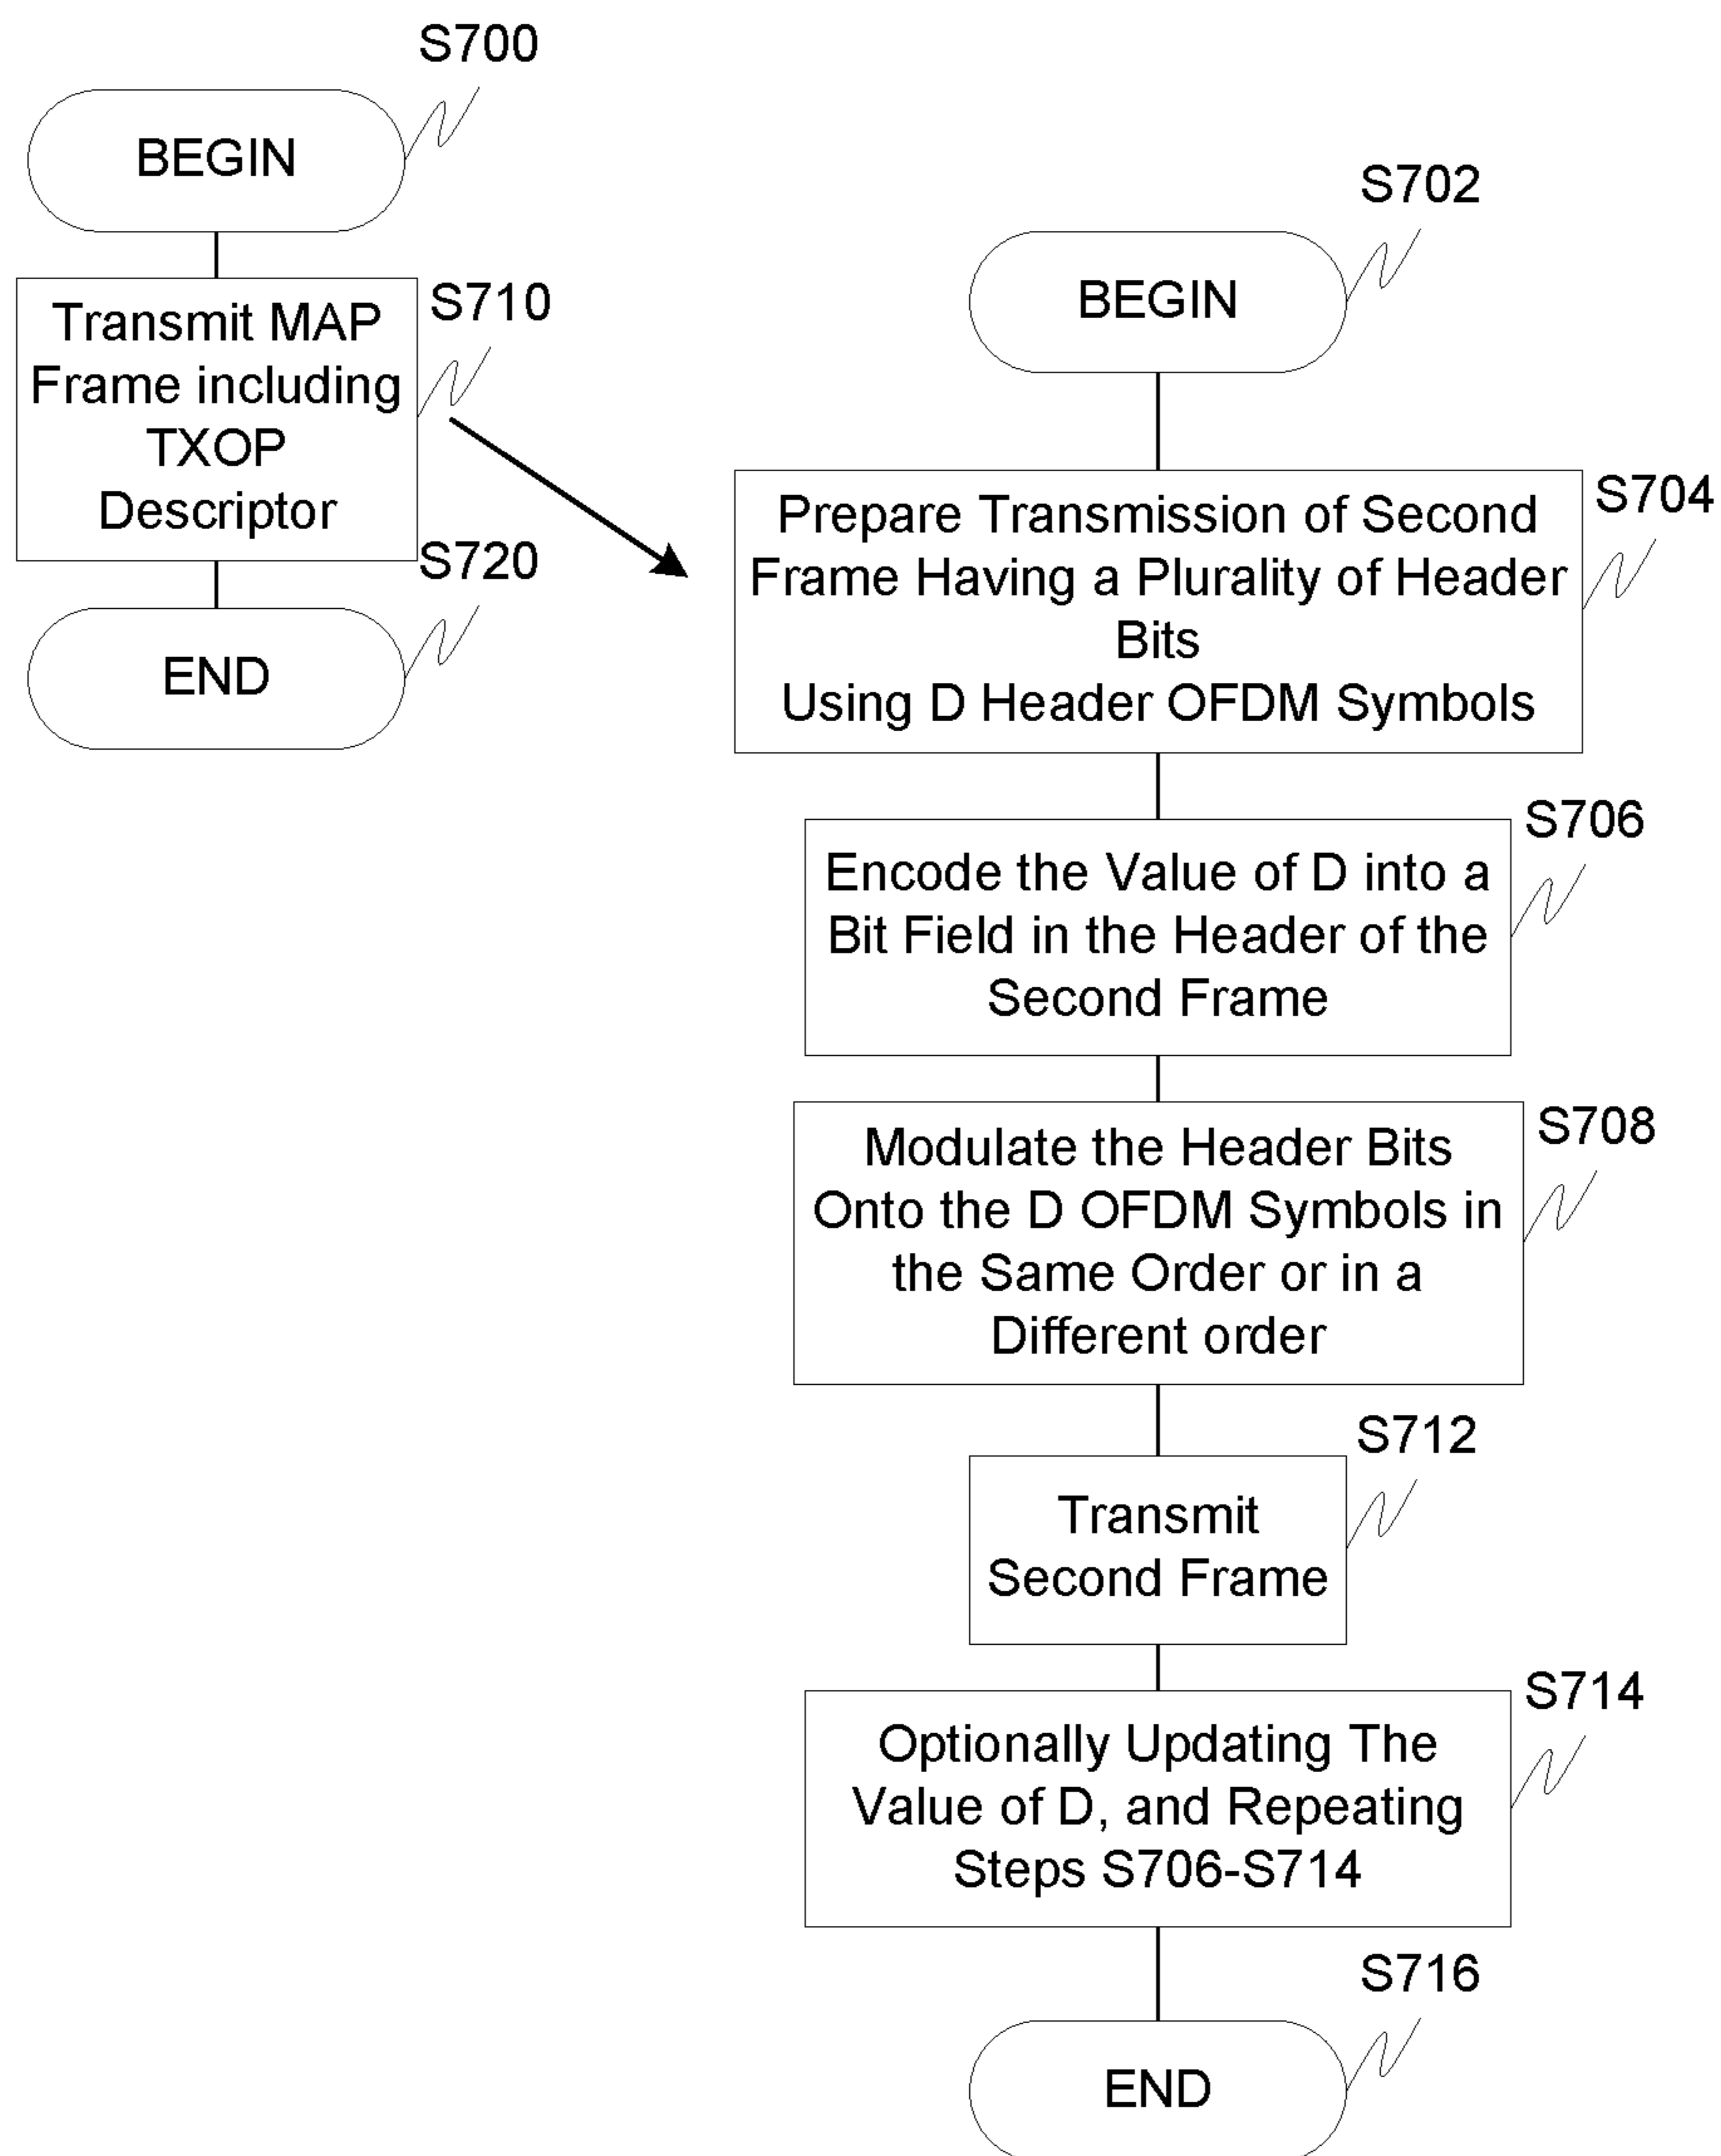 S700
BEGIN
S710
Transmit MAP
Frame including
TXOP
Descriptor
S720
END
S702
BEGIN
S704
Prepare Transmission of Second
Frame Having a Plurality of Header
Bits
Using D Header OFDM Symbols
S706
Encode the Value of D into a
Bit Field in the Header of the
Second Frame
S708
Modulate the Header Bits
Onto the D OFDM Symbols in
the Same Order or in a
Different order
S712
Transmit
Second Frame
S714
Optionally Updating The
Value of D, and Repeating
Steps S706-S714
S716
END